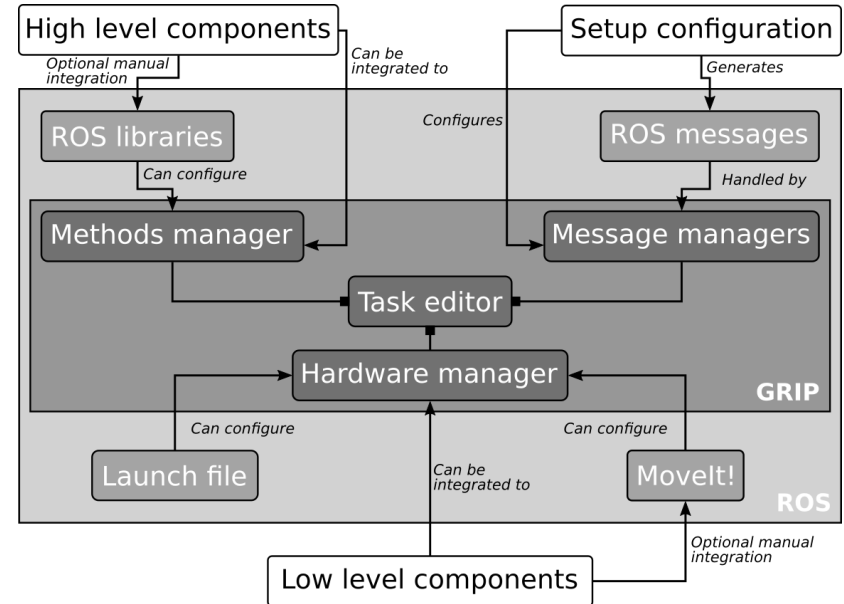 High level components
Setup configuration
Optional manual
integration
Can be
integrated to
Generates
Configures
ROS libraries
ROS messages
Can configure
Handled by
Methods manager
Message managers
Task editor
Hardware manager
GRIP
Can configure
Can configure
Launch file
Can be
integrated to
MoveIt!
ROS
Optional manual
integration
Low level components